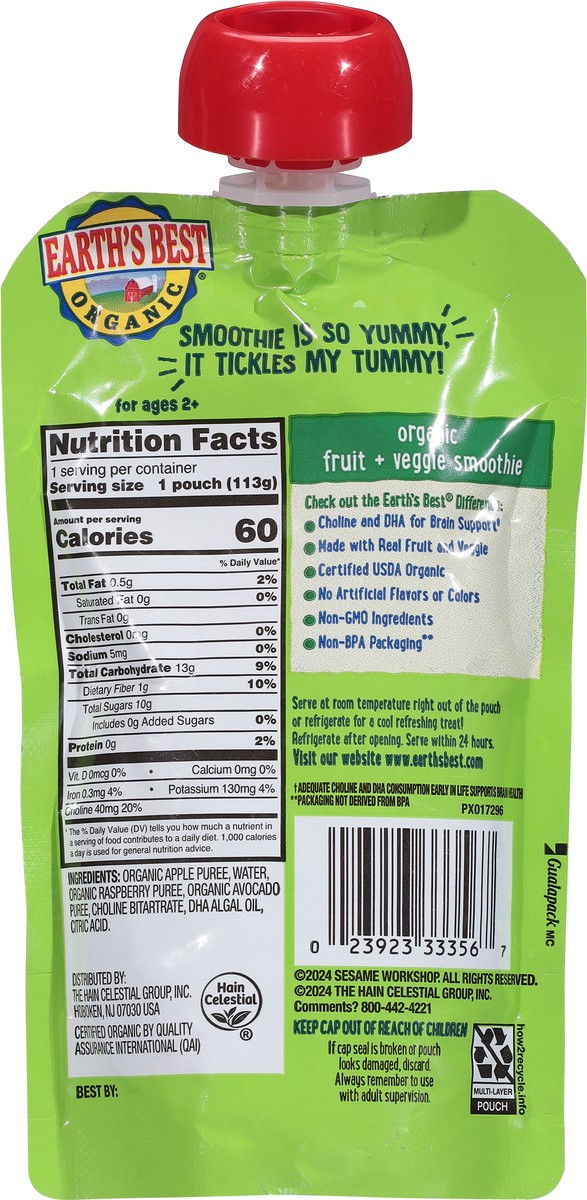 EARTH'S BEST®
ORGANIC
SMOOTHIE IS SO YUMMY,
IT TICKLES MY TUMMY!
for ages 2+
Nutrition Facts
1 serving per container
Serving size 1 pouch (113g)
Amount per serving
Calories 60
% Daily Value*
Total Fat 0.5g 2%
Saturated Fat 0g 0%
Trans Fat 0g
Cholesterol 0mg 0%
Sodium 5mg 0%
Total Carbohydrate 13g 9%
Dietary Fiber 1g 10%
Total Sugars 10g
Includes 0g Added Sugars 0%
Protein 0g 2%
Vit. D 0mcg 0% • Calcium 0mg 0%
Iron 0.3mg 4% • Potassium 130mg 4%
Choline 40mg 20%
*The % Daily Value (DV) tells you how much a nutrient in
a serving of food contributes to a daily diet. 1,000 calories
a day is used for general nutrition advice.
INGREDIENTS: ORGANIC APPLE PUREE, WATER,
ORGANIC RASPBERRY PUREE, ORGANIC AVOCADO
PUREE, CHOLINE BITARTRATE, DHA ALGAL OIL,
CITRIC ACID.
DISTRIBUTED BY:
THE HAIN CELESTIAL GROUP, INC.
HOBOKEN, NJ 07030 USA
CERTIFIED ORGANIC BY QUALITY
ASSURANCE INTERNATIONAL (QAI)
Hain
Celestial
®
BEST BY:
organic
fruit + veggie smoothie
Check out the Earth's Best® Difference:
Choline and DHA for Brain Support†
Made with Real Fruit and Veggie
Certified USDA Organic
No Artificial Flavors or Colors
Non-GMO Ingredients
Non-BPA Packaging**
Serve at room temperature right out of the pouch
or refrigerate for a cool refreshing treat!
Refrigerate after opening. Serve within 24 hours.
Visit our website www.earthsbest.com
†ADEQUATE CHOLINE AND DHA CONSUMPTION EARLY IN LIFE SUPPORTS BRAIN HEALTH
**PACKAGING NOT DERIVED FROM BPA
PX017296
0 23923 33356 7
Gualapack MC
©2024 SESAME WORKSHOP. ALL RIGHTS RESERVED.
©2024 THE HAIN CELESTIAL GROUP, INC.
Comments? 800-442-4221
KEEP CAP OUT OF REACH OF CHILDREN
If cap seal is broken or pouch
looks damaged, discard.
Always remember to use
with adult supervision.
MULTI-LAYER
POUCH
how2recycle.info